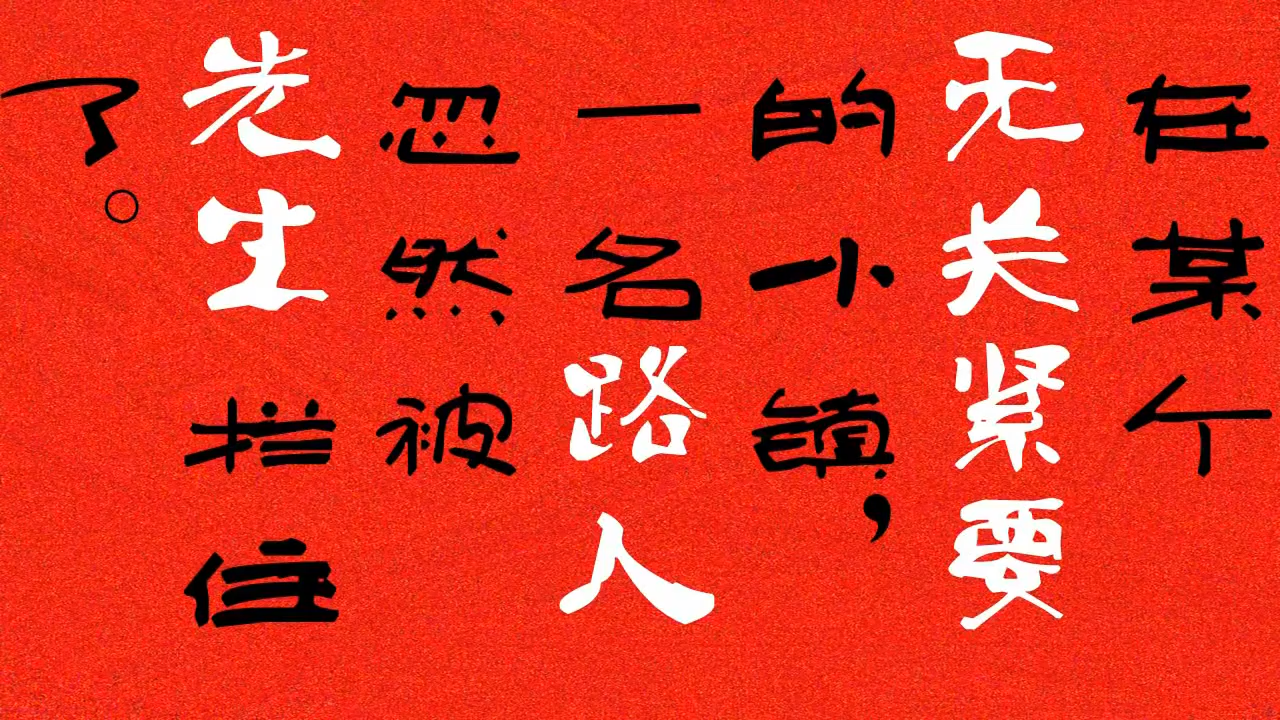 在某个
无关紧要
的小镇,
一名路人
忽然被
先生拦住
了。